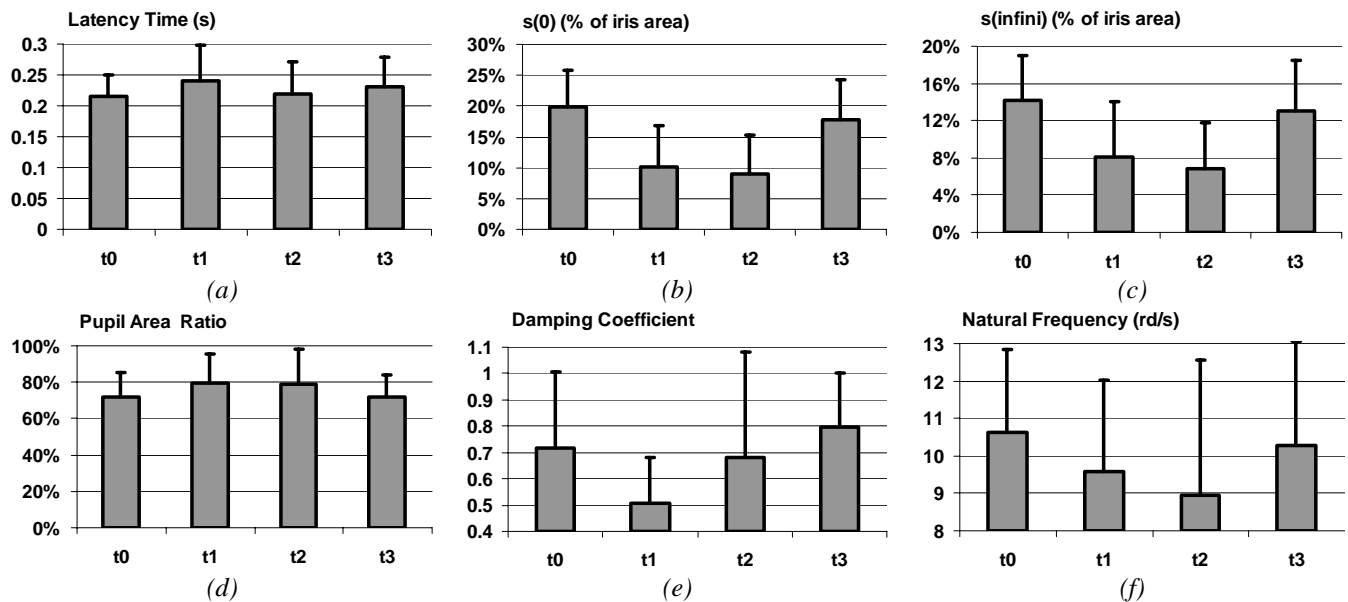 Latency Time (s)
0.3
0.25
0.2
0.15
0.1
0.05
0
t0 t1 t2 t3
(a)
s(0) (% of iris area)
30%
25%
20%
15%
10%
5%
0%
t0 t1 t2 t3
(b)
s(infini) (% of iris area)
20%
16%
12%
8%
4%
0%
t0 t1 t2 t3
(c)
Pupil Area Ratio
100%
80%
60%
40%
20%
0%
t0 t1 t2 t3
(d)
Damping Coefficient
1.1
1
0.9
0.8
0.7
0.6
0.5
0.4
t0 t1 t2 t3
(e)
Natural Frequency (rd/s)
13
12
11
10
9
8
t0 t1 t2 t3
(f)